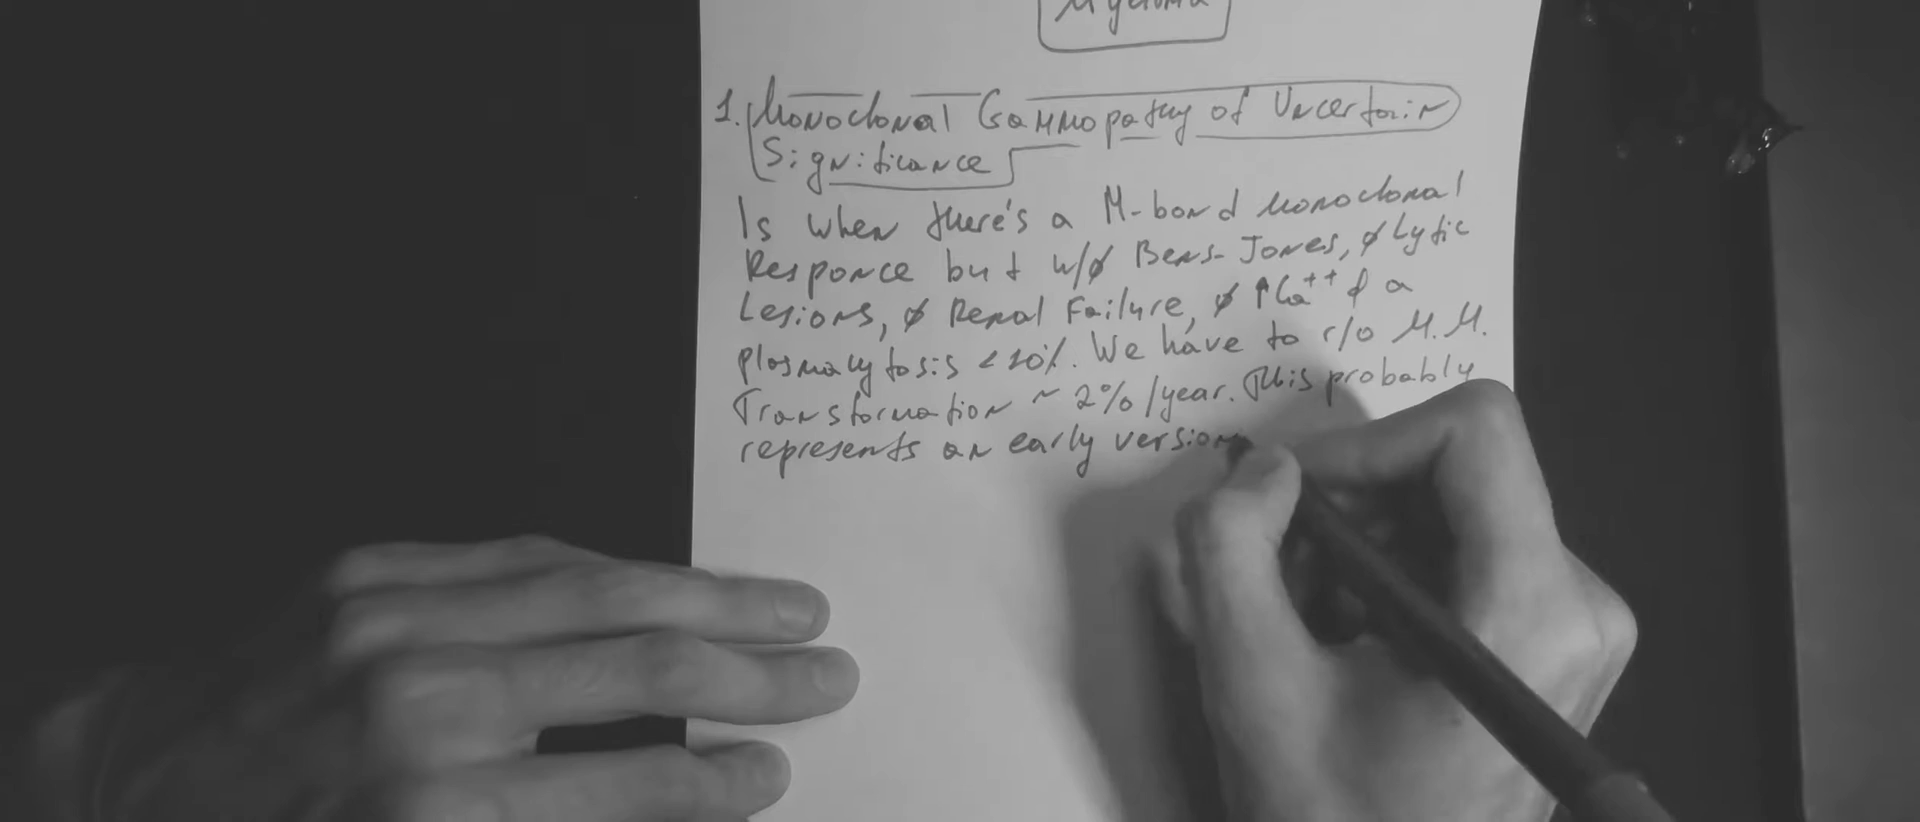 Myeloma
1. Monoclonal Gammopathy of Uncertain
Significance
Is when there's a M-band monoclonal
Responce but w/ø Bens-Jones, ø Lytic
Lesions, ø Renal Failure, ø ↑Ca⁺⁺ & a
plasmacytosis <10%. We have to r/o M.M.
Transformation ~ 2%/year. This probably
represents an early version